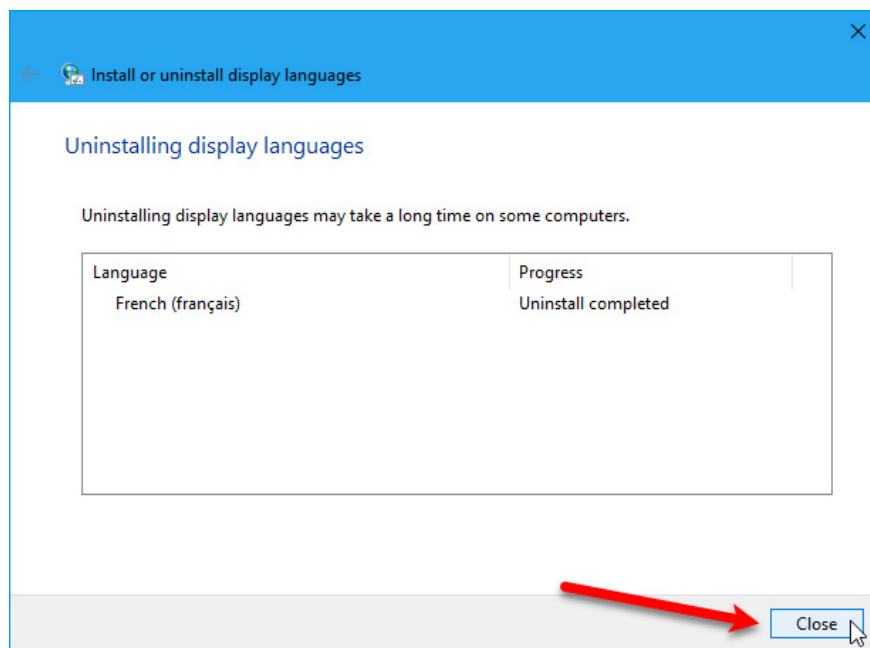 Install or uninstall display languages
Uninstalling display languages
Uninstalling display languages may take a long time on some computers.
Language Progress
French (français) Uninstall completed
Close